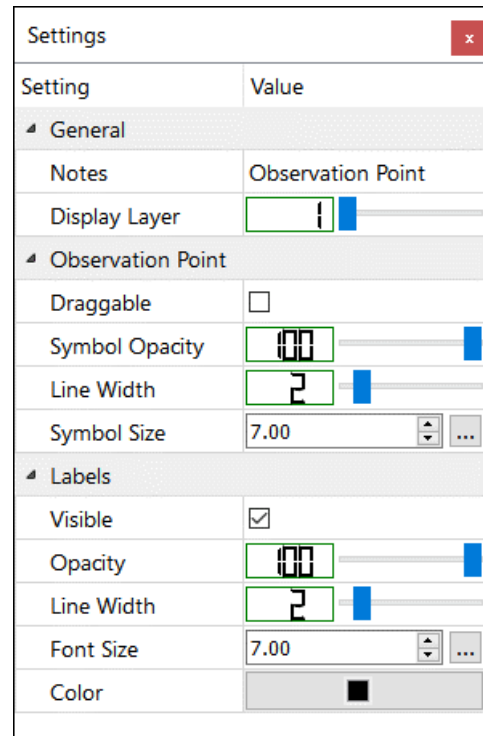 Settings x
Setting Value
General
Notes Observation Point
Display Layer 1
Observation Point
Draggable
Symbol Opacity 100
Line Width 2
Symbol Size 7.00 ...
Labels
Visible
Opacity 100
Line Width 2
Font Size 7.00 ...
Color